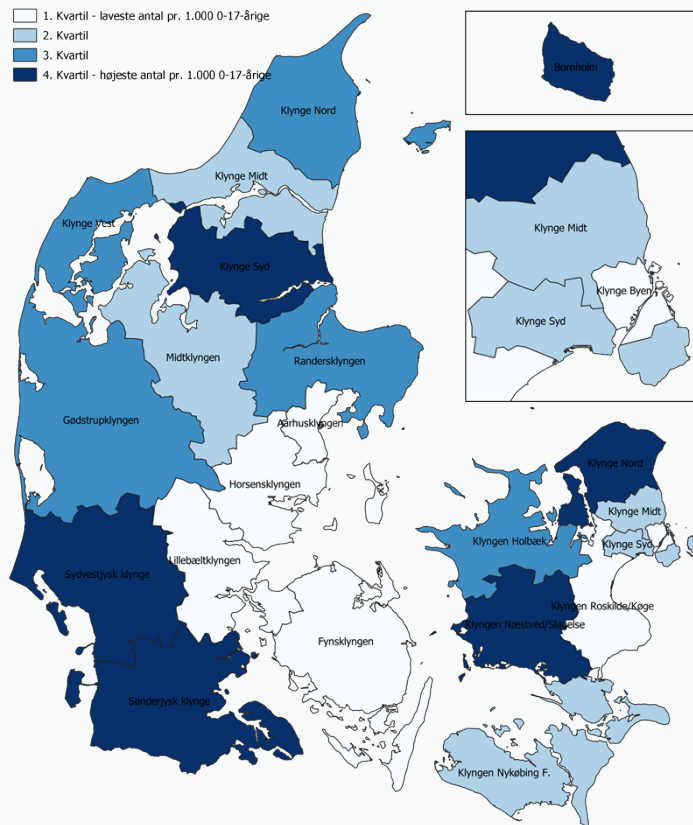 1. Kvartil - laveste antal pr. 1.000 0-17-årige
2. Kvartil
3. Kvartil
4. Kvartil - højeste antal pr. 1.000 0-17-årige
Bornholm
Klynge Nord
Klynge Midt
Klynge Vest
Klynge Syd
Midtklyngen
Randersklyngen
Gødstrupklyngen
Aarhusklyngen
Horsensklyngen
Lillebæltklyngen
Sydvestjysk klynge
Fynsklyngen
Sønderjysk klynge
Klynge Midt
Klynge Byen
Klynge Syd
Klynge Nord
Klynge Midt
Klyngen Holbæk
Klynge Syd
Klyngen Roskilde/Køge
Klyngen Næstved/Slagelse
Klyngen Nykøbing F.